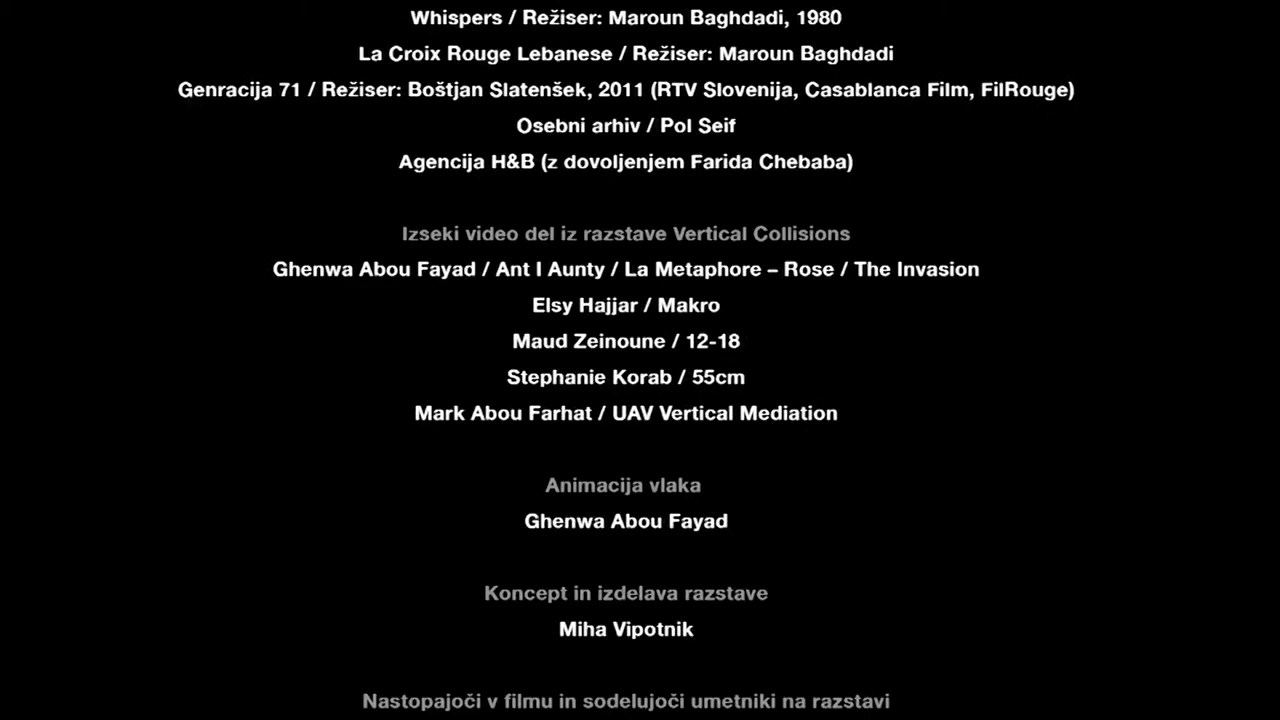 Whispers / Režiser: Maroun Baghdadi, 1980
La Croix Rouge Lebanese / Režiser: Maroun Baghdadi
Genracija 71 / Režiser: Boštjan Slatenšek, 2011 (RTV Slovenija, Casablanca Film, FilRouge)
Osebni arhiv / Pol Seif
Agencija H&B (z dovoljenjem Farida Chebaba)
Izseki video del iz razstave Vertical Collisions
Ghenwa Abou Fayad / Ant I Aunty / La Metaphore – Rose / The Invasion
Elsy Hajjar / Makro
Maud Zeinoune / 12-18
Stephanie Korab / 55cm
Mark Abou Farhat / UAV Vertical Mediation
Animacija vlaka
Ghenwa Abou Fayad
Koncept in izdelava razstave
Miha Vipotnik
Nastopajoči v filmu in sodelujoči umetniki na razstavi